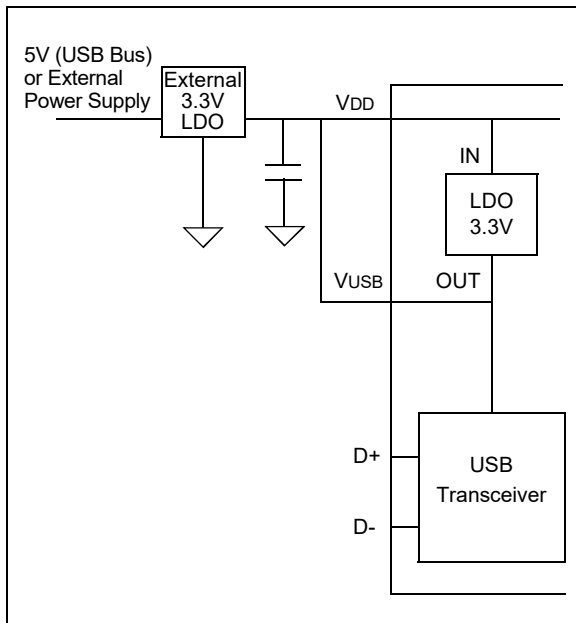 5V (USB Bus)
or External
Power Supply
External
3.3V
LDO
VDD
IN
LDO
3.3V
VUSB
OUT
D+
USB
Transceiver
D-